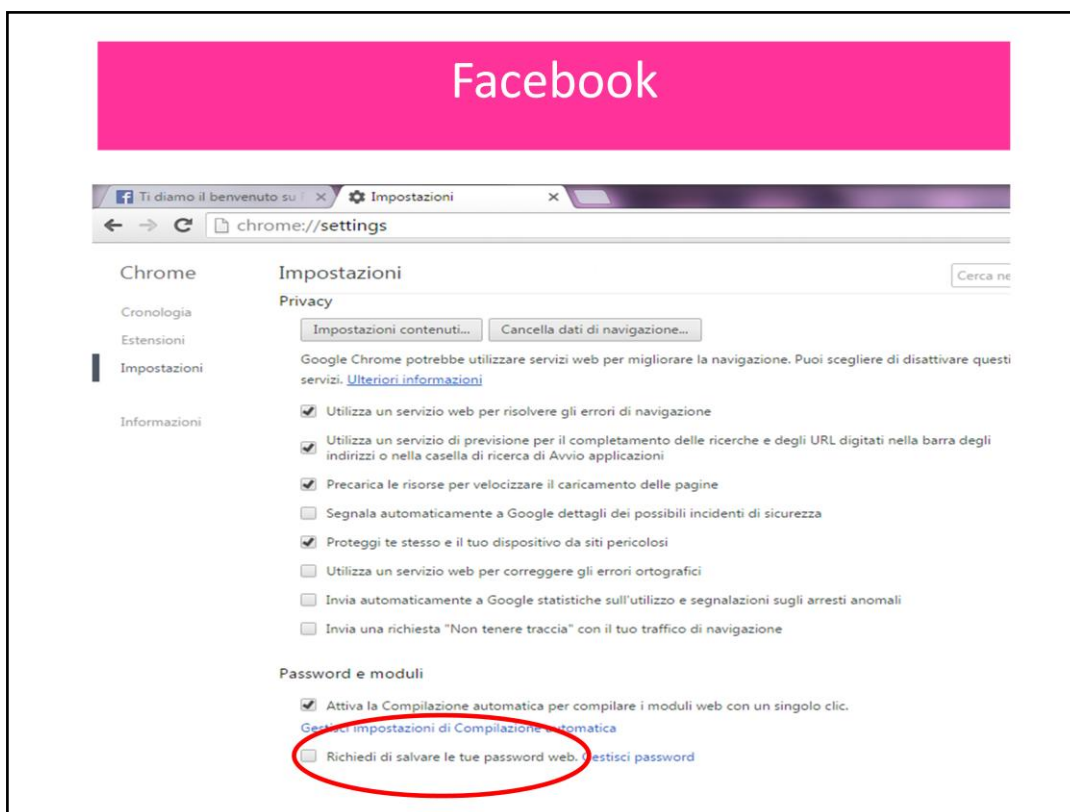 Facebook
Ti diamo il benvenuto su
Impostazioni
chrome://settings
Chrome
Impostazioni
Cerca ne
Cronologia
Estensioni
Impostazioni
Informazioni
Privacy
Impostazioni contenuti...
Cancella dati di navigazione...
Google Chrome potrebbe utilizzare servizi web per migliorare la navigazione. Puoi scegliere di disattivare questi
servizi. Ulteriori informazioni
Utilizza un servizio web per risolvere gli errori di navigazione
Utilizza un servizio di previsione per il completamento delle ricerche e degli URL digitati nella barra degli
indirizzi o nella casella di ricerca di Avvio applicazioni
Precarica le risorse per velocizzare il caricamento delle pagine
Segnala automaticamente a Google dettagli dei possibili incidenti di sicurezza
Proteggi te stesso e il tuo dispositivo da siti pericolosi
Utilizza un servizio web per correggere gli errori ortografici
Invia automaticamente a Google statistiche sull'utilizzo e segnalazioni sugli arresti anomali
Invia una richiesta "Non tenere traccia" con il tuo traffico di navigazione
Password e moduli
Attiva la Compilazione automatica per compilare i moduli web con un singolo clic.
Gestisci impostazioni di Compilazione automatica
Richiedi di salvare le tue password web. Gestisci password